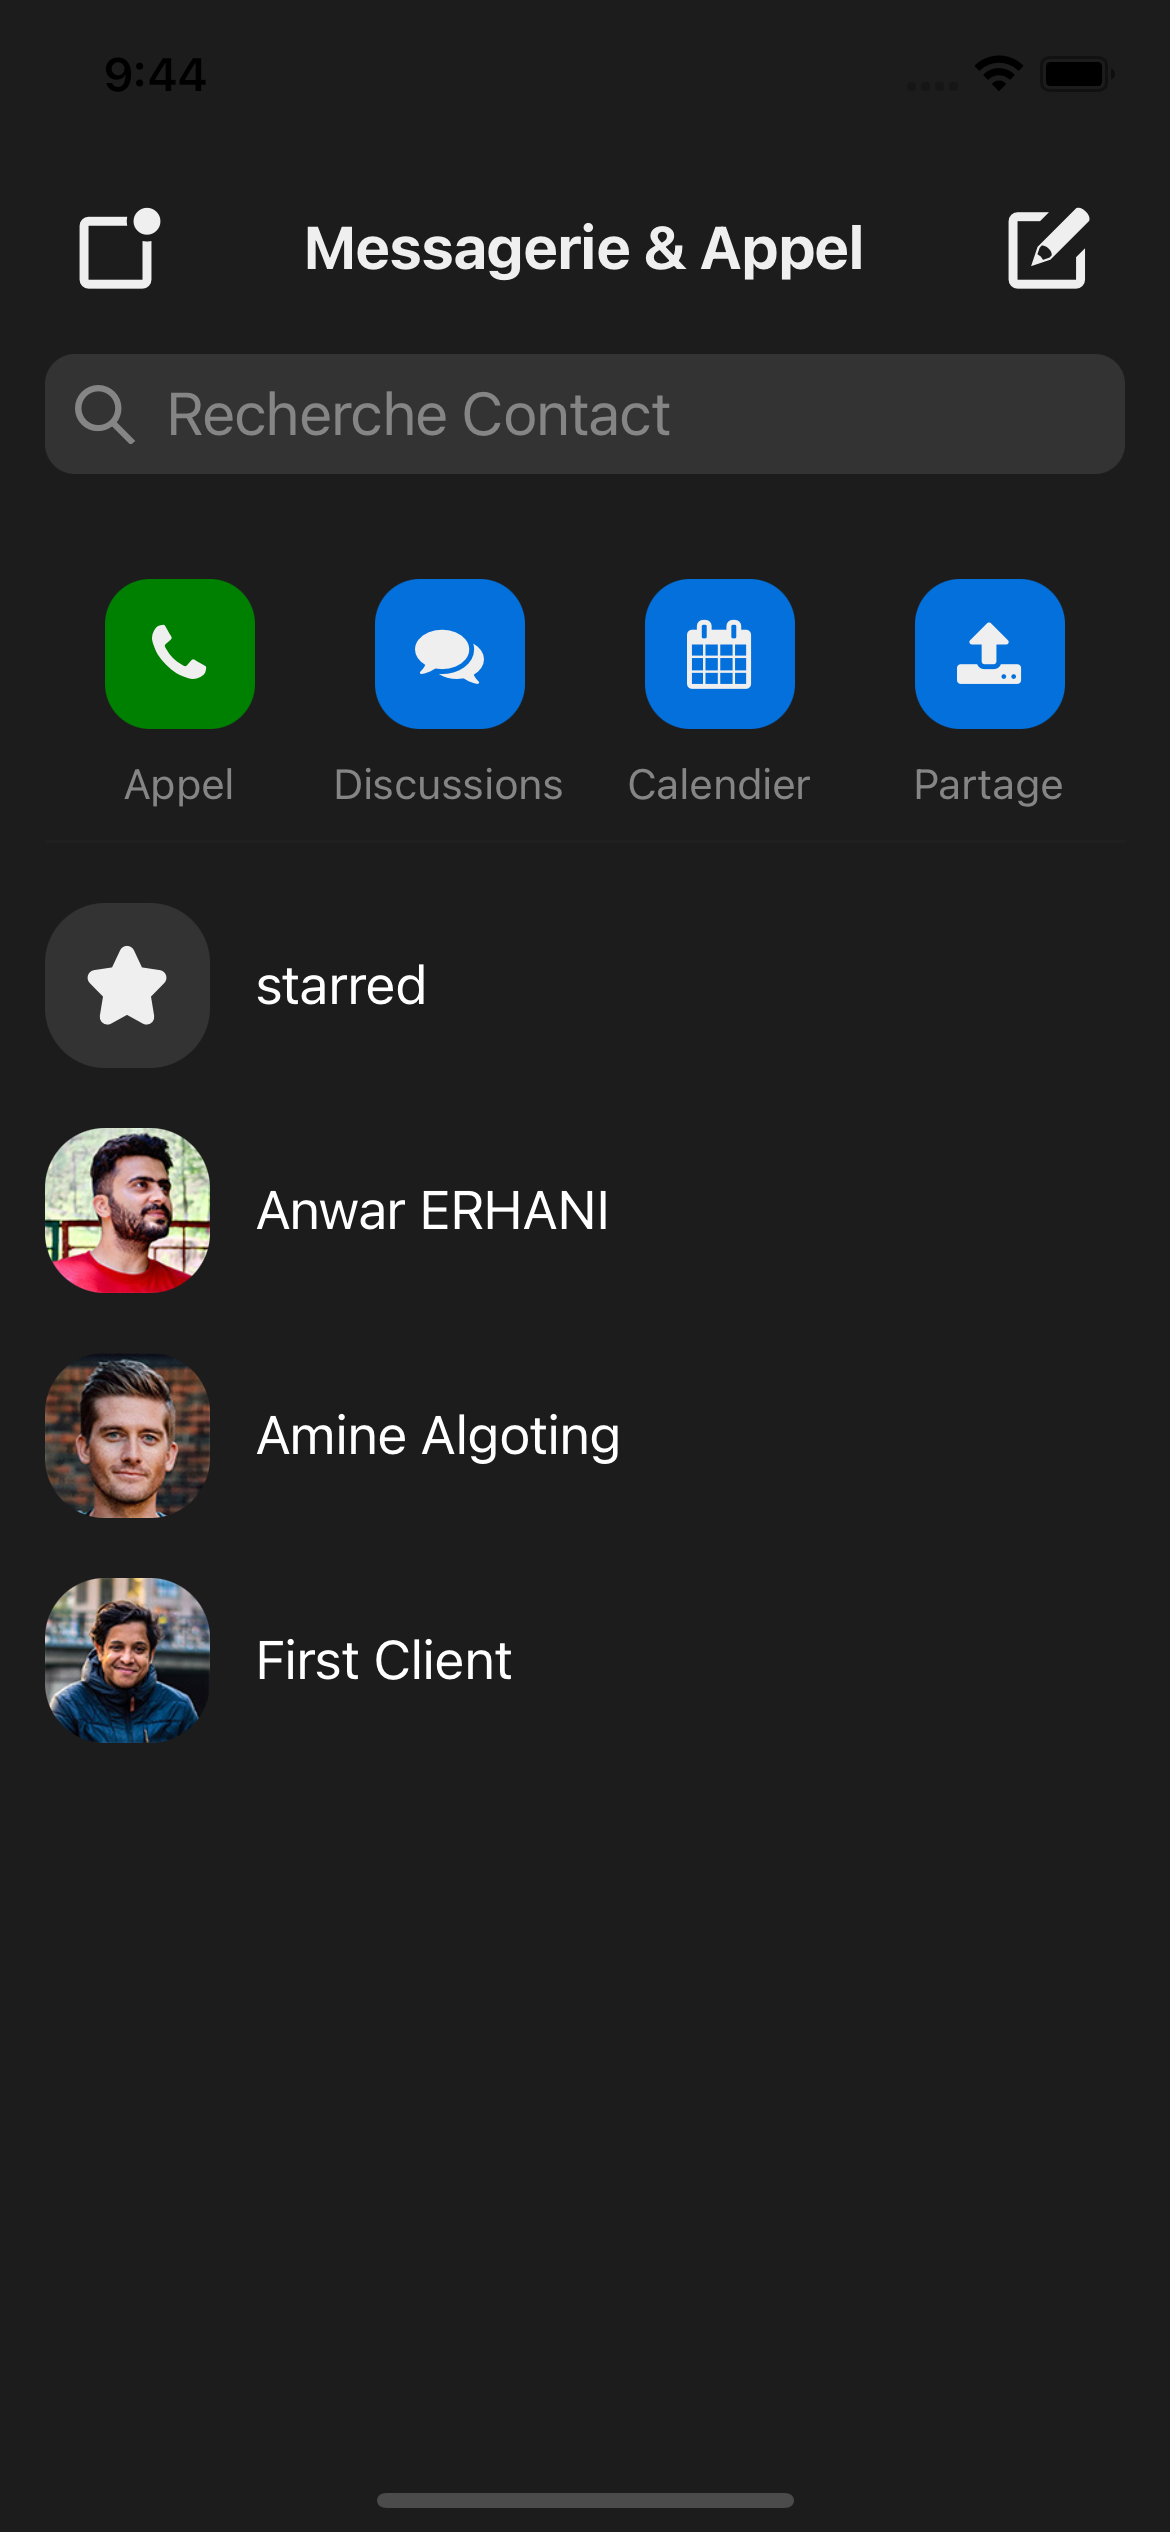 9:44
Messagerie & Appel
Recherche Contact
Appel Discussions Calendier Partage
starred
Anwar ERHANI
Amine Algoting
First Client